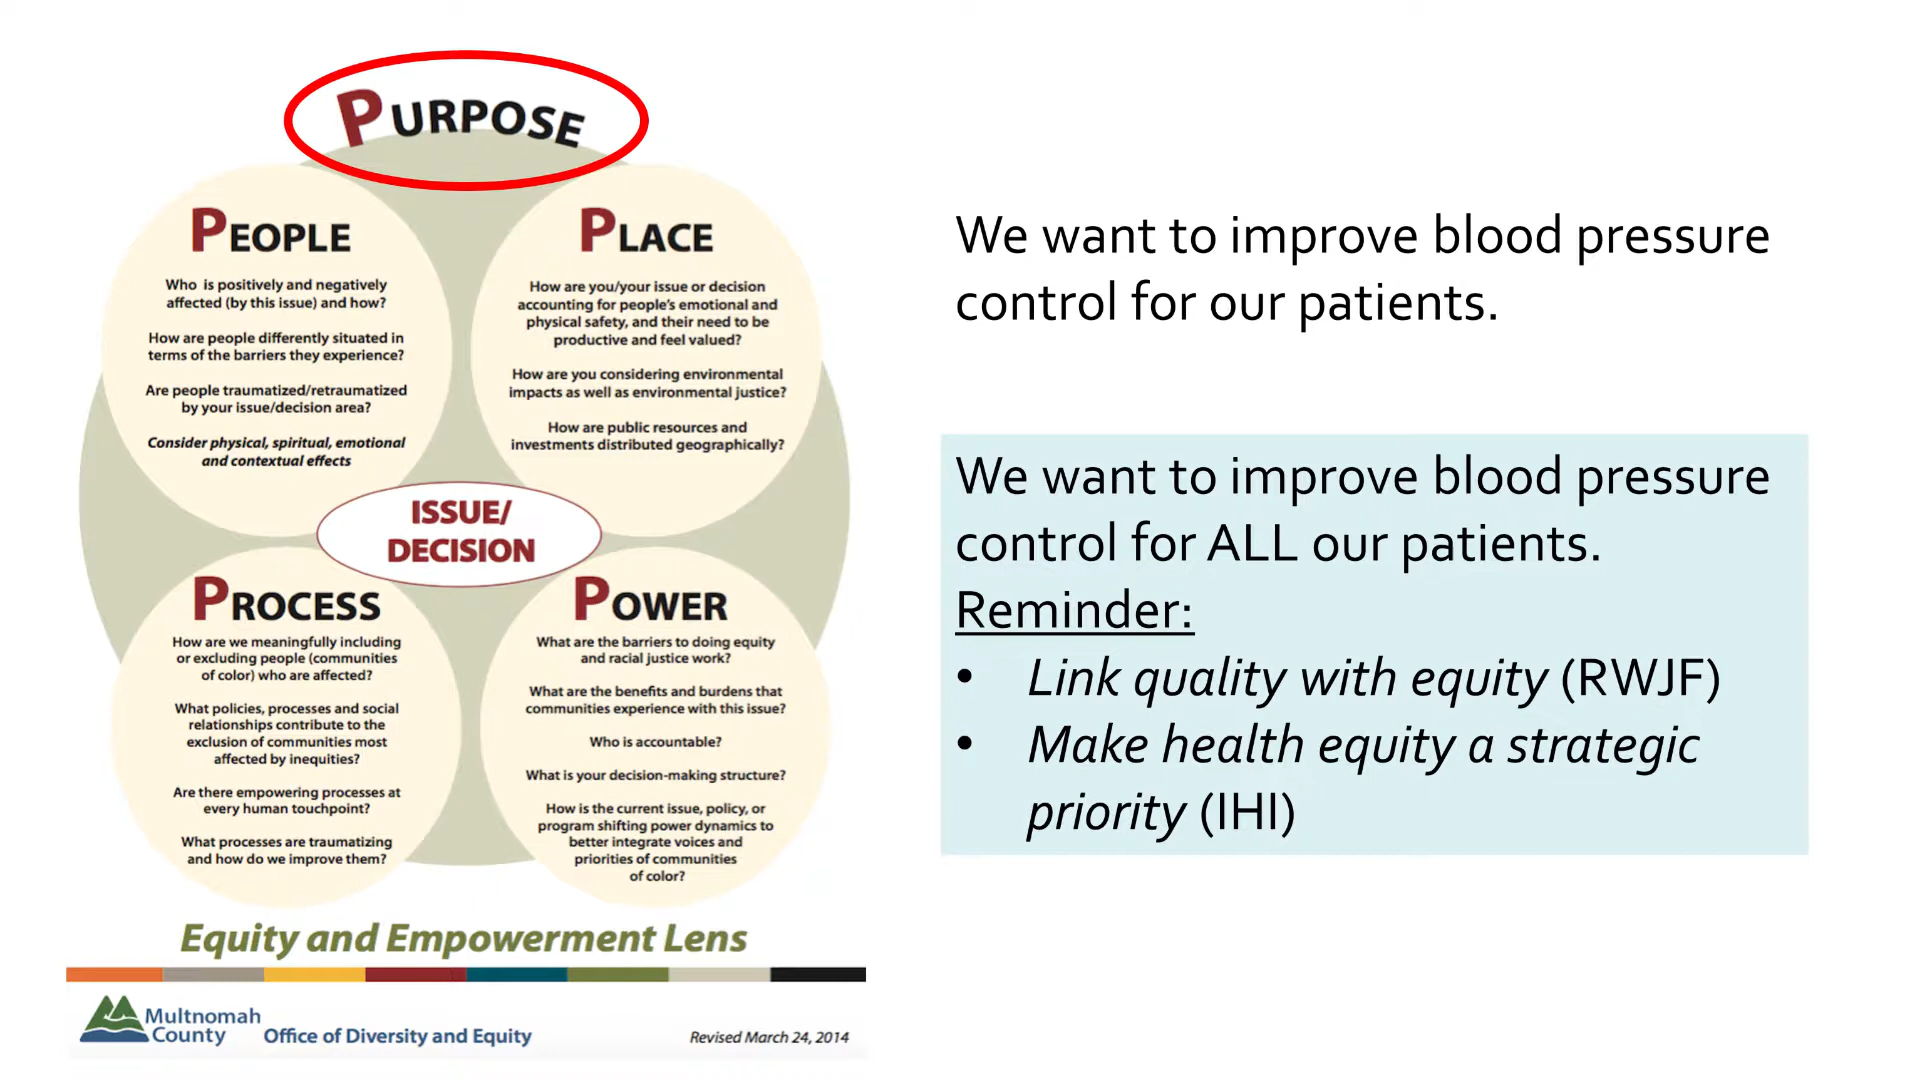 PURPOSE
PEOPLE
Who is positively and negatively
affected (by this issue) and how?
How are people differently situated in
terms of the barriers they experience?
Are people traumatized/retraumatized
by your issue/decision area?
Consider physical, spiritual, emotional
and contextual effects
PLACE
How are you/your issue or decision
accounting for people's emotional and
physical safety, and their need to be
productive and feel valued?
How are you considering environmental
impacts as well as environmental justice?
How are public resources and
investments distributed geographically?
ISSUE/
DECISION
PROCESS
How are we meaningfully including
or excluding people (communities
of color) who are affected?
What policies, processes and social
relationships contribute to the
exclusion of communities most
affected by inequities?
Are there empowering processes at
every human touchpoint?
What processes are traumatizing
and how do we improve them?
POWER
What are the barriers to doing equity
and racial justice work?
What are the benefits and burdens that
communities experience with this issue?
Who is accountable?
What is your decision-making structure?
How is the current issue, policy, or
program shifting power dynamics to
better integrate voices and
priorities of communities
of color?
Equity and Empowerment Lens
Multnomah
County
Office of Diversity and Equity
Revised March 24, 2014
We want to improve blood pressure
control for our patients.
We want to improve blood pressure
control for ALL our patients.
Reminder:
• Link quality with equity (RWJF)
• Make health equity a strategic
priority (IHI)